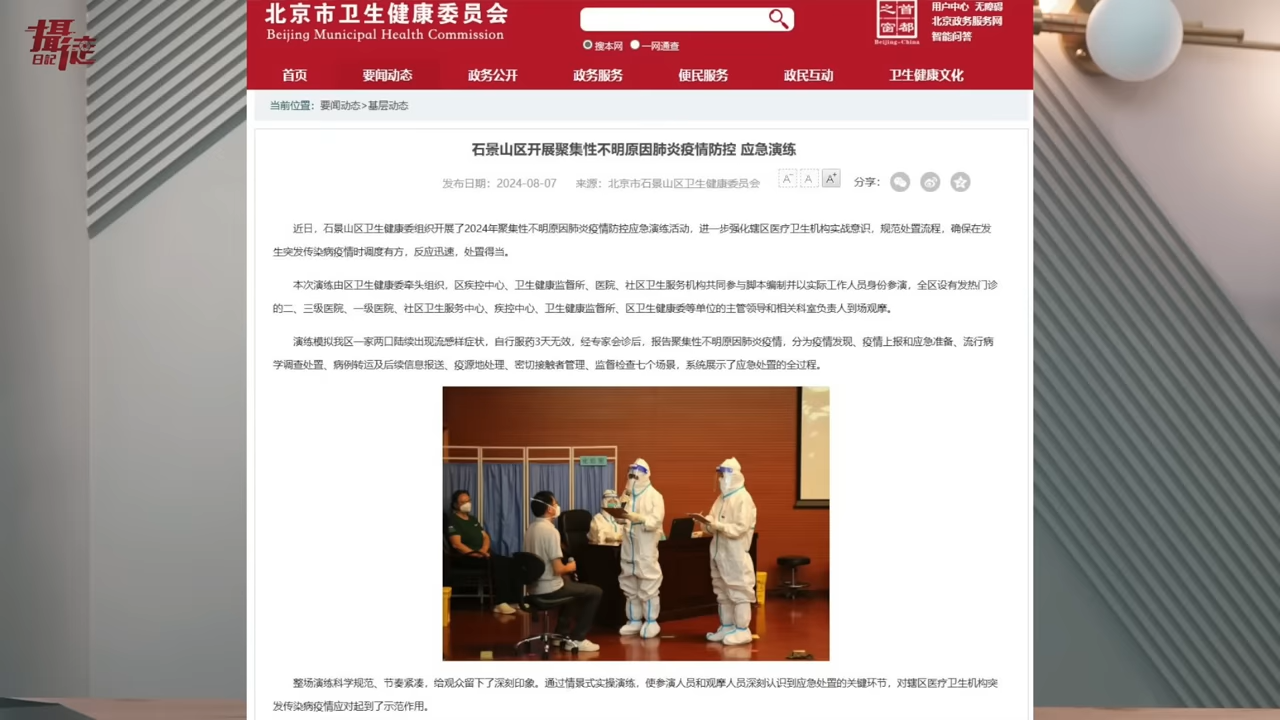 摄徒
日记
北京市卫生健康委员会
Beijing Municipal Health Commission
搜本网 一网通查
首都之窗
Beijing-China
用户中心 无障碍
北京政务服务网
智能问答
首页 要闻动态 政务公开 政务服务 便民服务 政民互动 卫生健康文化
当前位置：要闻动态>基层动态
石景山区开展聚集性不明原因肺炎疫情防控 应急演练
发布日期：2024-08-07 来源：北京市石景山区卫生健康委员会 A- A A+ 分享：
近日，石景山区卫生健康委组织开展了2024年聚集性不明原因肺炎疫情防控应急演练活动，进一步强化辖区医疗卫生机构实战意识，规范处置流程，确保在发
生突发传染病疫情时调度有方，反应迅速，处置得当。
本次演练由区卫生健康委牵头组织，区疾控中心、卫生健康监督所、医院、社区卫生服务机构共同参与脚本编制并以实际工作人员身份参演，全区设有发热门诊
的二、三级医院、一级医院、社区卫生服务中心、疾控中心、卫生健康监督所、区卫生健康委等单位的主管领导和相关科室负责人到场观摩。
演练模拟我区一家两口陆续出现流感样症状，自行服药3天无效，经专家会诊后，报告聚集性不明原因肺炎疫情，分为疫情发现、疫情上报和应急准备、流行病
学调查处置、病例转运及后续信息报送、疫源地处理、密切接触者管理、监督检查七个场景，系统展示了应急处置的全过程。
整场演练科学规范、节奏紧凑，给观众留下了深刻印象。通过情景式实操演练，使参演人员和观摩人员深刻认识到应急处置的关键环节，对辖区医疗卫生机构突
发传染病疫情应对起到了示范作用。